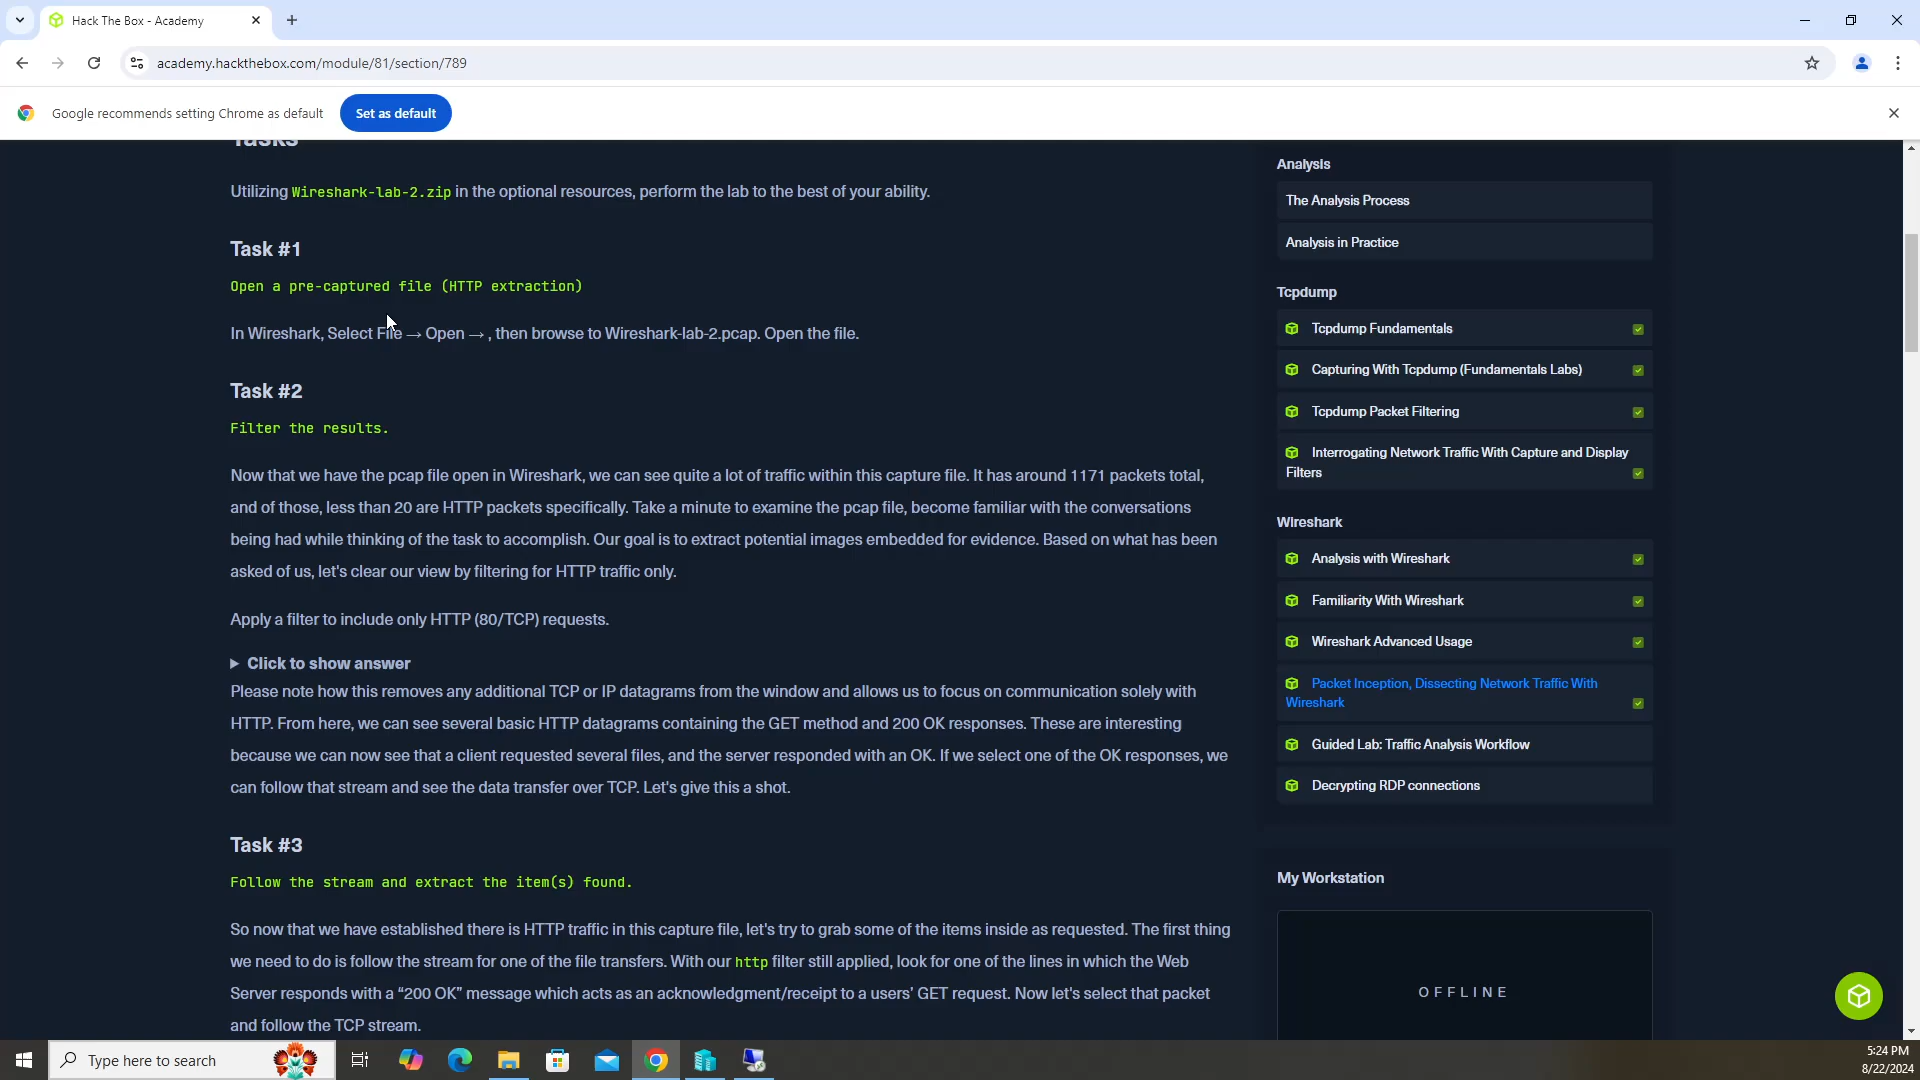 Hack The Box - Academy
academy.hackthebox.com/module/81/section/789
Google recommends setting Chrome as default
Set as default
Tasks
Utilizing Wireshark-lab-2.zip in the optional resources, perform the lab to the best of your ability.
Task #1
Open a pre-captured file (HTTP extraction)
In Wireshark, Select File → Open → , then browse to Wireshark-lab-2.pcap. Open the file.
Task #2
Filter the results.
Now that we have the pcap file open in Wireshark, we can see quite a lot of traffic within this capture file. It has around 1171 packets total,
and of those, less than 20 are HTTP packets specifically. Take a minute to examine the pcap file, become familiar with the conversations
being had while thinking of the task to accomplish. Our goal is to extract potential images embedded for evidence. Based on what has been
asked of us, let's clear our view by filtering for HTTP traffic only.
Apply a filter to include only HTTP (80/TCP) requests.
Click to show answer
Please note how this removes any additional TCP or IP datagrams from the window and allows us to focus on communication solely with
HTTP. From here, we can see several basic HTTP datagrams containing the GET method and 200 OK responses. These are interesting
because we can now see that a client requested several files, and the server responded with an OK. If we select one of the OK responses, we
can follow that stream and see the data transfer over TCP. Let's give this a shot.
Task #3
Follow the stream and extract the item(s) found.
So now that we have established there is HTTP traffic in this capture file, let's try to grab some of the items inside as requested. The first thing
we need to do is follow the stream for one of the file transfers. With our http filter still applied, look for one of the lines in which the Web
Server responds with a “200 OK” message which acts as an acknowledgment/receipt to a users’ GET request. Now let's select that packet
and follow the TCP stream.
Analysis
The Analysis Process
Analysis in Practice
Tcpdump
Tcpdump Fundamentals
Capturing With Tcpdump (Fundamentals Labs)
Tcpdump Packet Filtering
Interrogating Network Traffic With Capture and Display
Filters
Wireshark
Analysis with Wireshark
Familiarity With Wireshark
Wireshark Advanced Usage
Packet Inception, Dissecting Network Traffic With
Wireshark
Guided Lab: Traffic Analysis Workflow
Decrypting RDP connections
My Workstation
OFFLINE
Type here to search
5:24 PM
8/22/2024